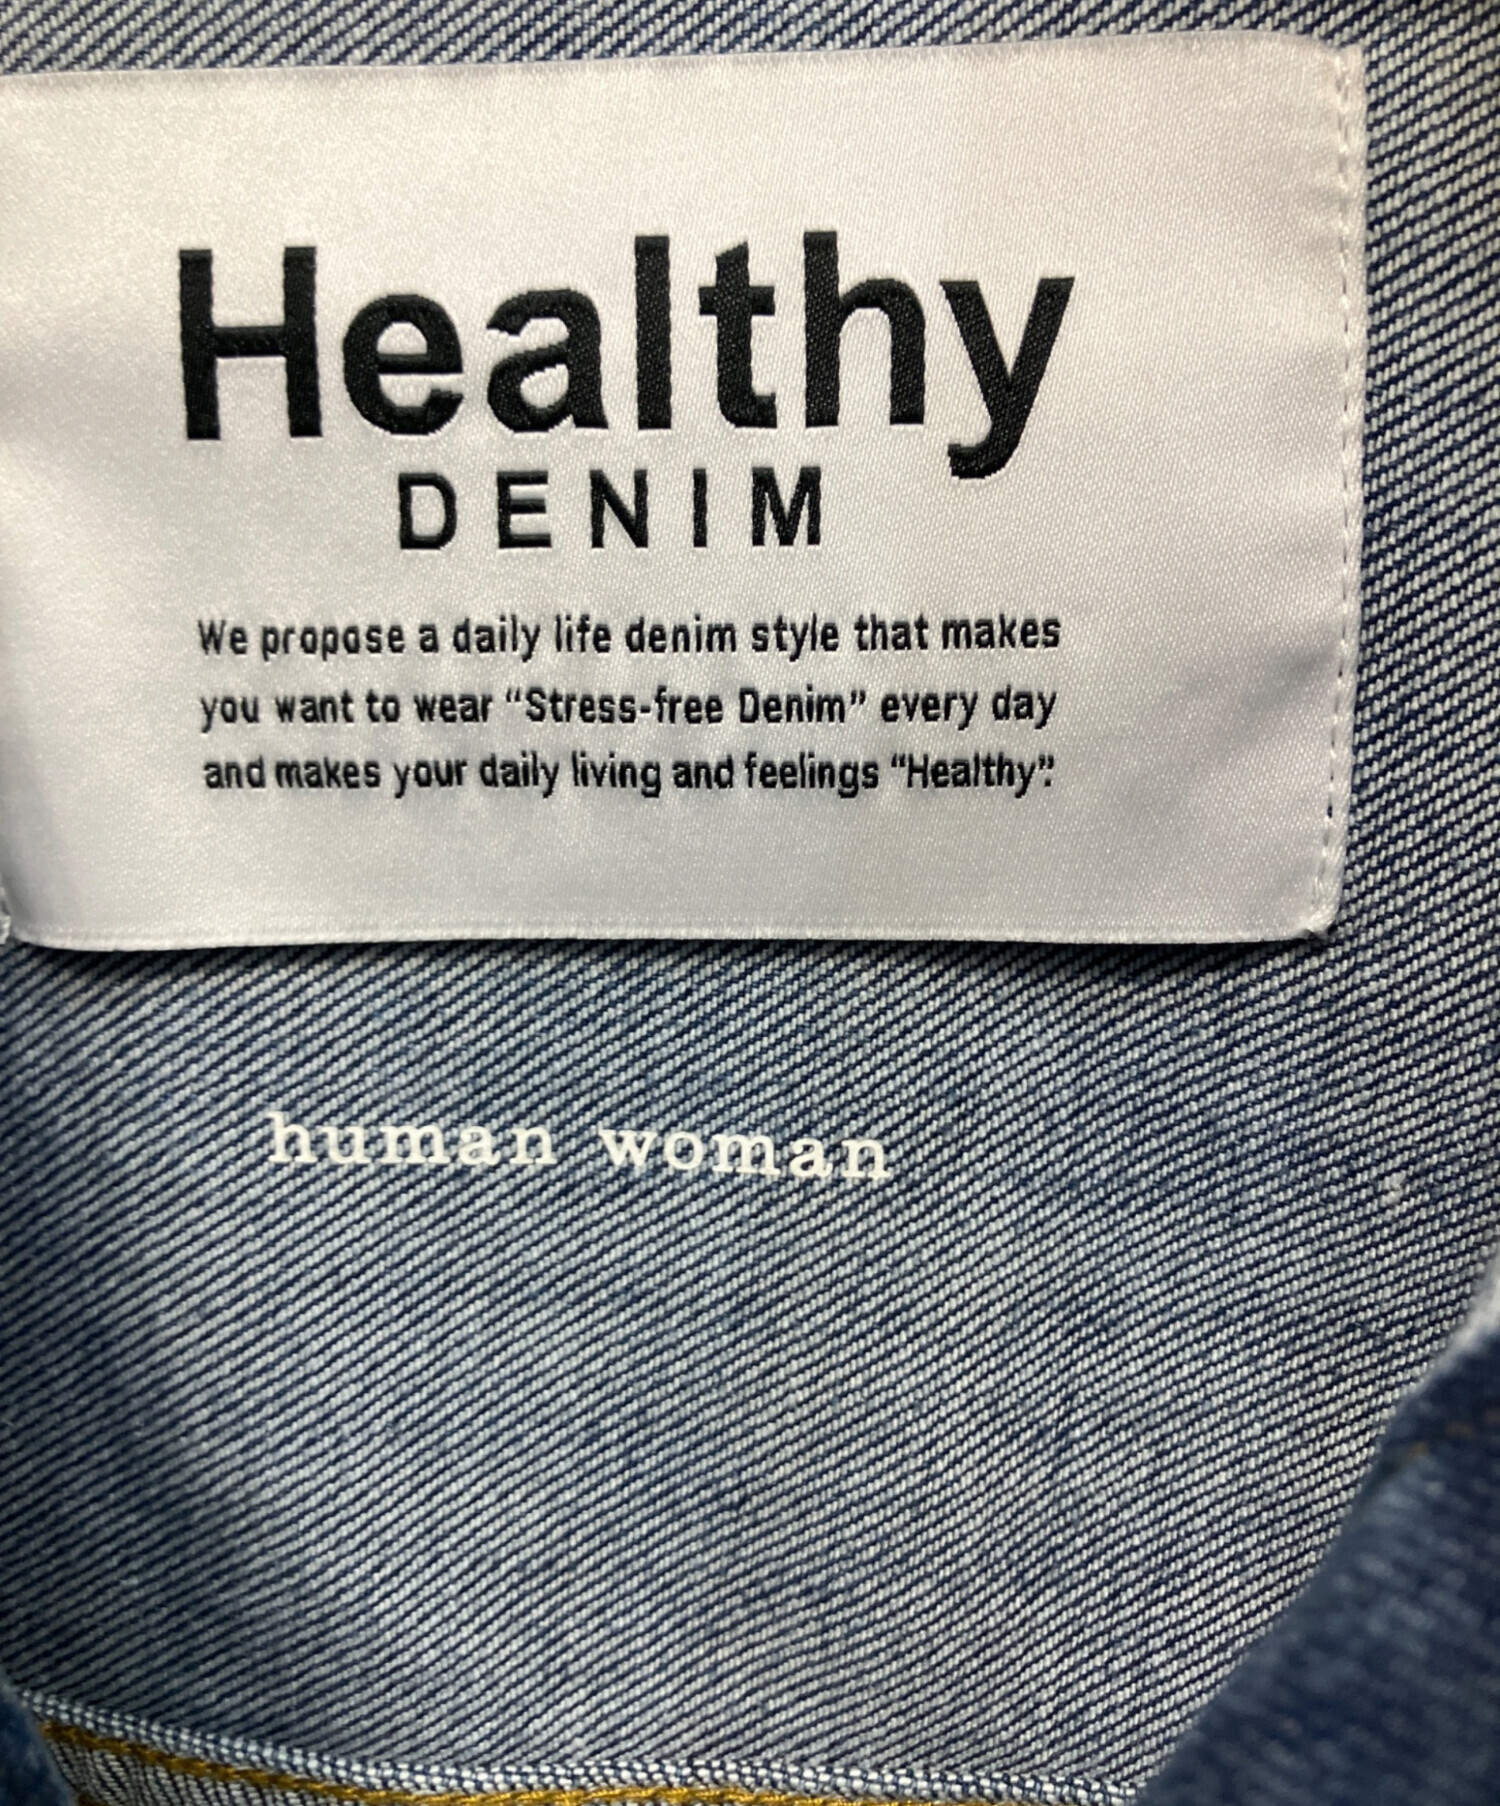 Healthy
DENIM
We propose a daily life denim style that makes
you want to wear “Stress-free Denim” every day
and makes your daily living and feelings “Healthy”.
human woman